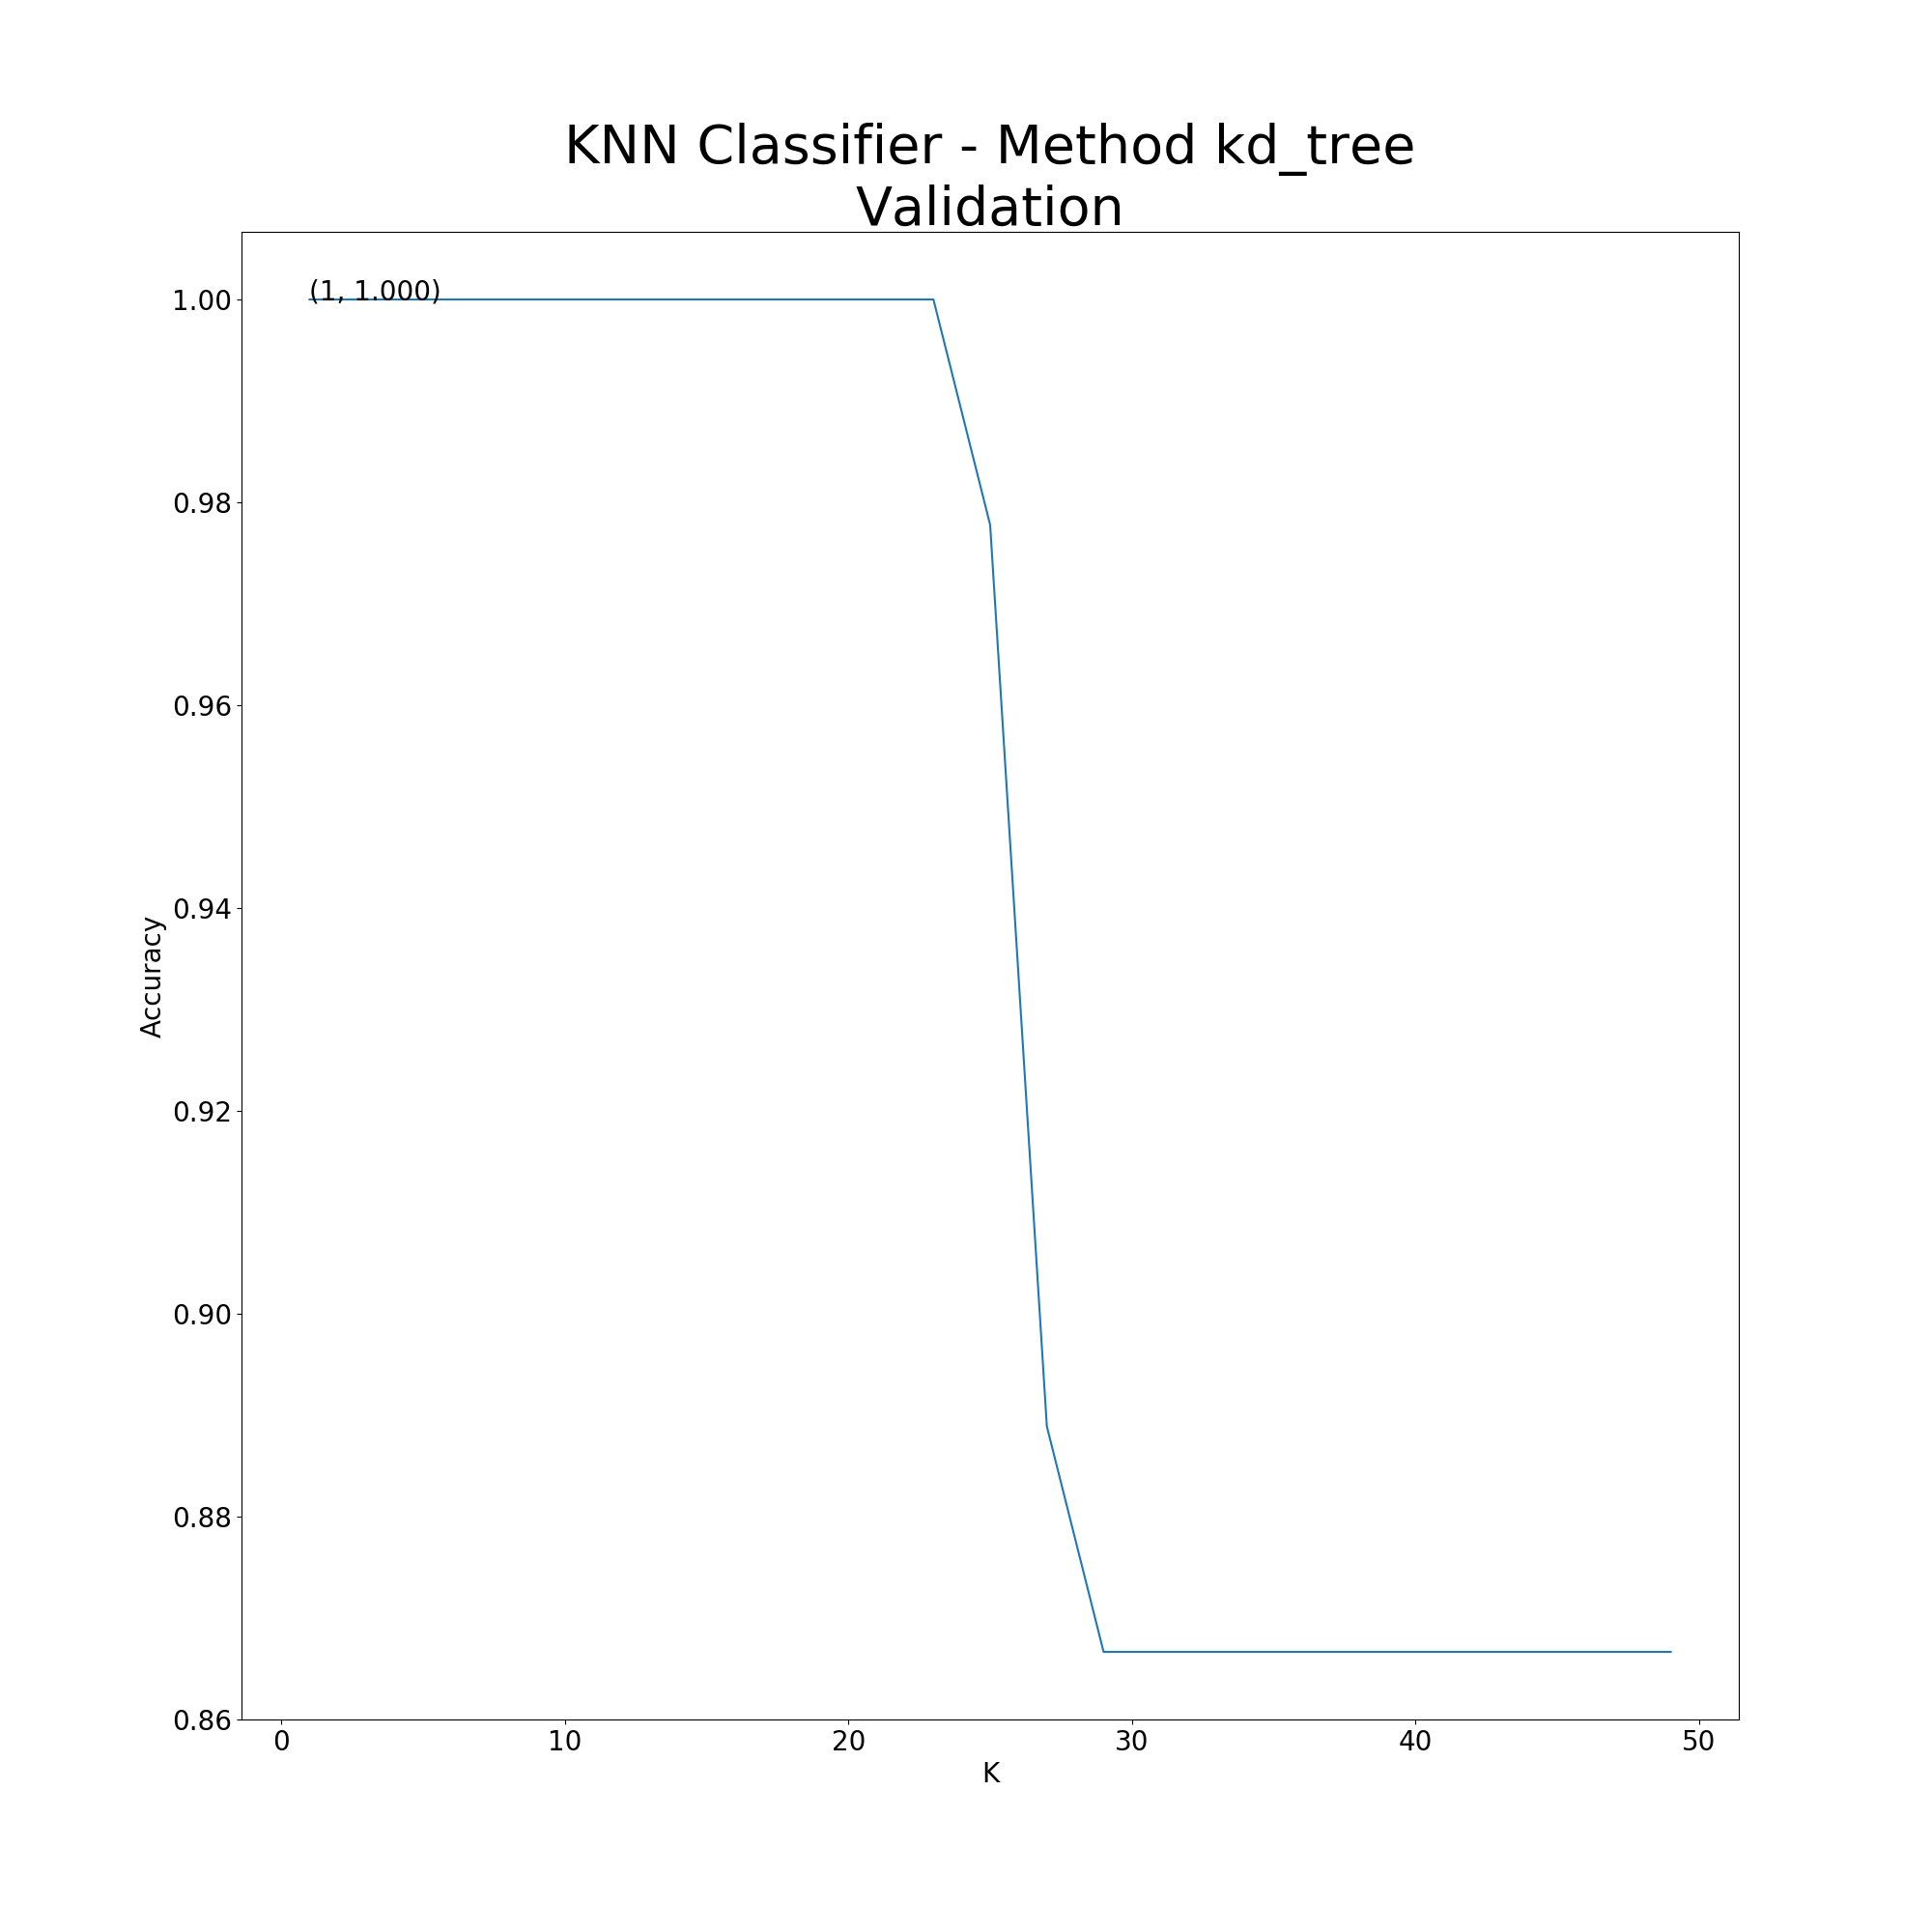 KNN Classifier - Method kd_tree
Validation
(1, 1.000)
1.00
0.98
0.96
0.94
0.92
0.90
0.88
0.86
Accuracy
0 10 20 30 40 50
K